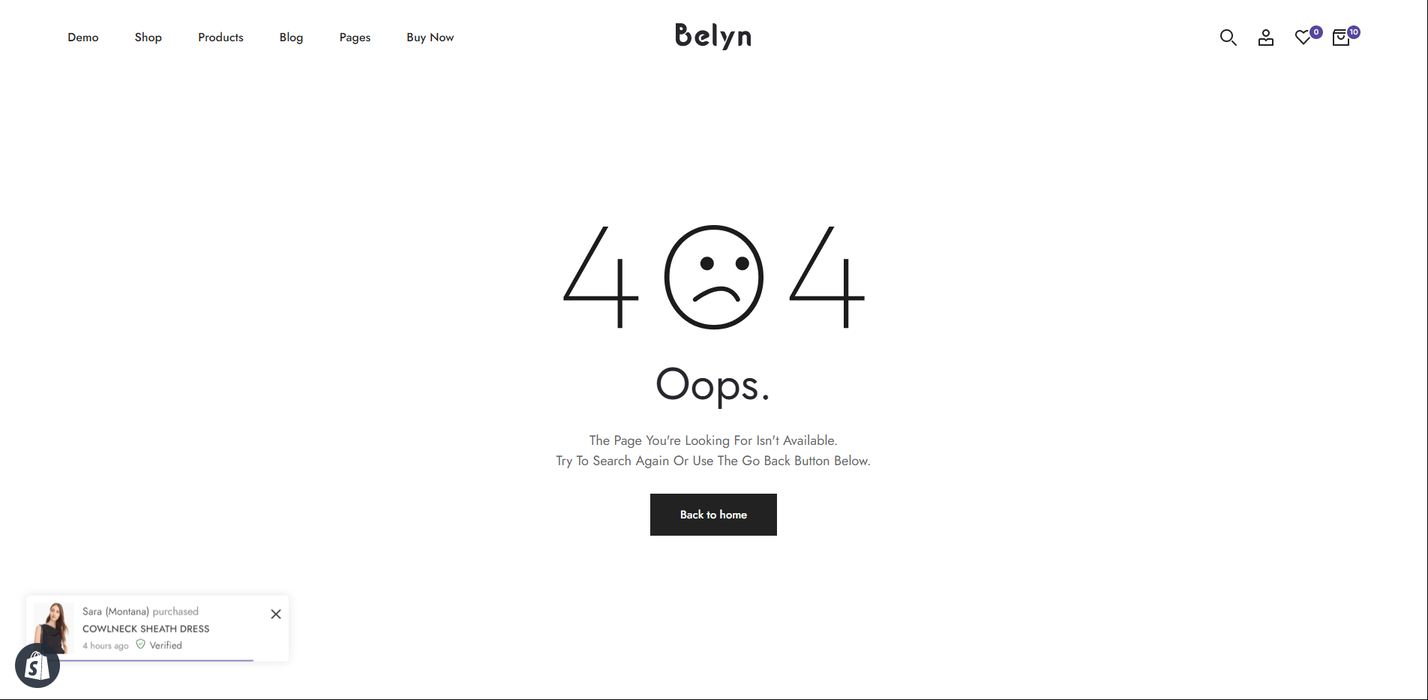 Demo Shop Products Blog Pages Buy Now
Belyn
0
10
4 4
Oops.
The Page You're Looking For Isn't Available.
Try To Search Again Or Use The Go Back Button Below.
Back to home
Sara (Montana) purchased
COWLNECK SHEATH DRESS
4 hours ago Verified